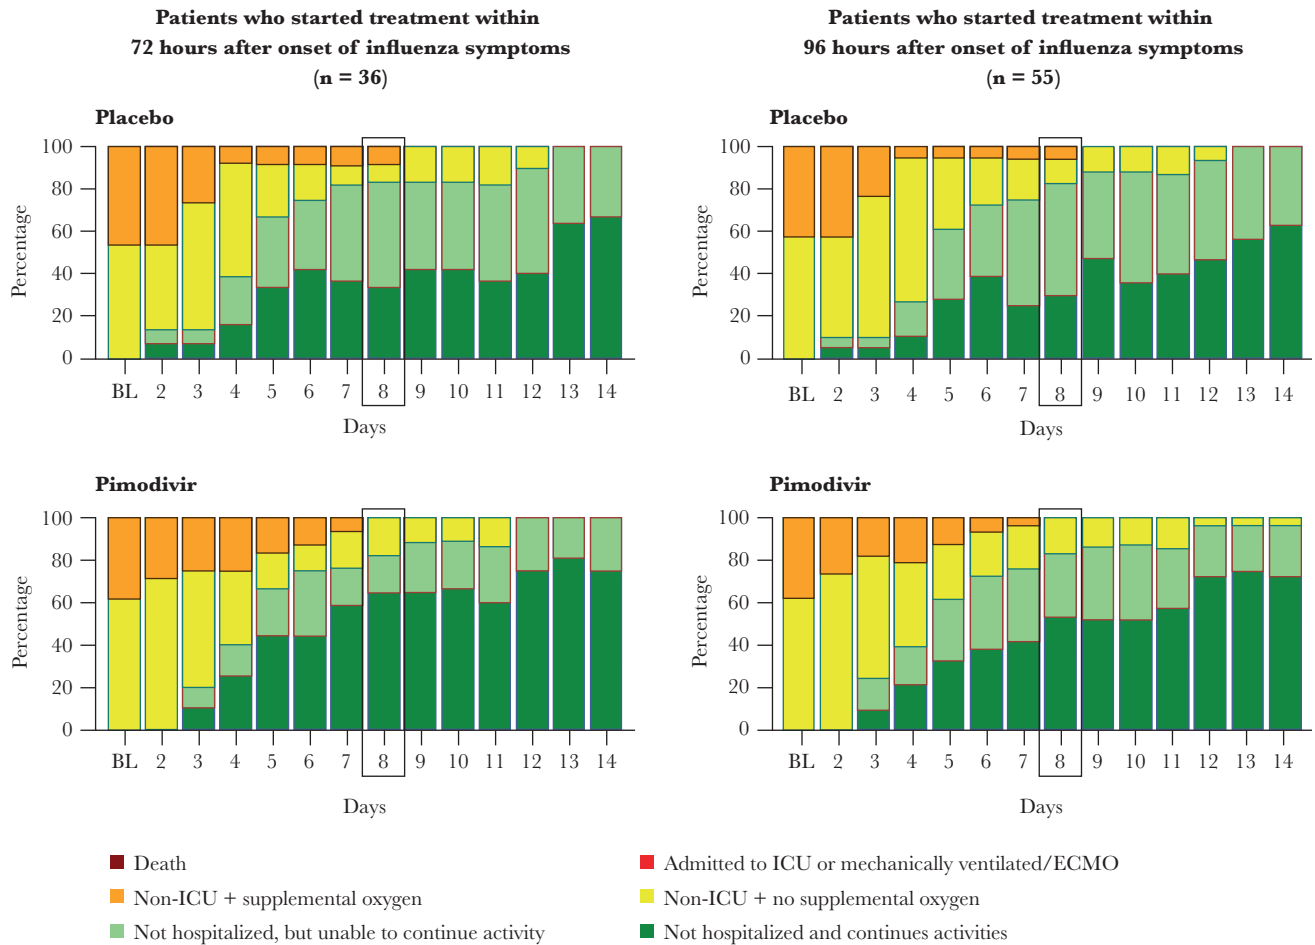 Patients who started treatment within
72 hours after onset of influenza symptoms
(n = 36)
Placebo
Percentage
100
80
60
40
20
0
BL 2 3 4 5 6 7 8 9 10 11 12 13 14
Days
Patients who started treatment within
96 hours after onset of influenza symptoms
(n = 55)
Placebo
Percentage
100
80
60
40
20
0
BL 2 3 4 5 6 7 8 9 10 11 12 13 14
Days
Pimodivir
Percentage
100
80
60
40
20
0
BL 2 3 4 5 6 7 8 9 10 11 12 13 14
Days
Pimodivir
Percentage
100
80
60
40
20
0
BL 2 3 4 5 6 7 8 9 10 11 12 13 14
Days
Death
Admitted to ICU or mechanically ventilated/ECMO
Non-ICU + supplemental oxygen
Non-ICU + no supplemental oxygen
Not hospitalized, but unable to continue activity
Not hospitalized and continues activities